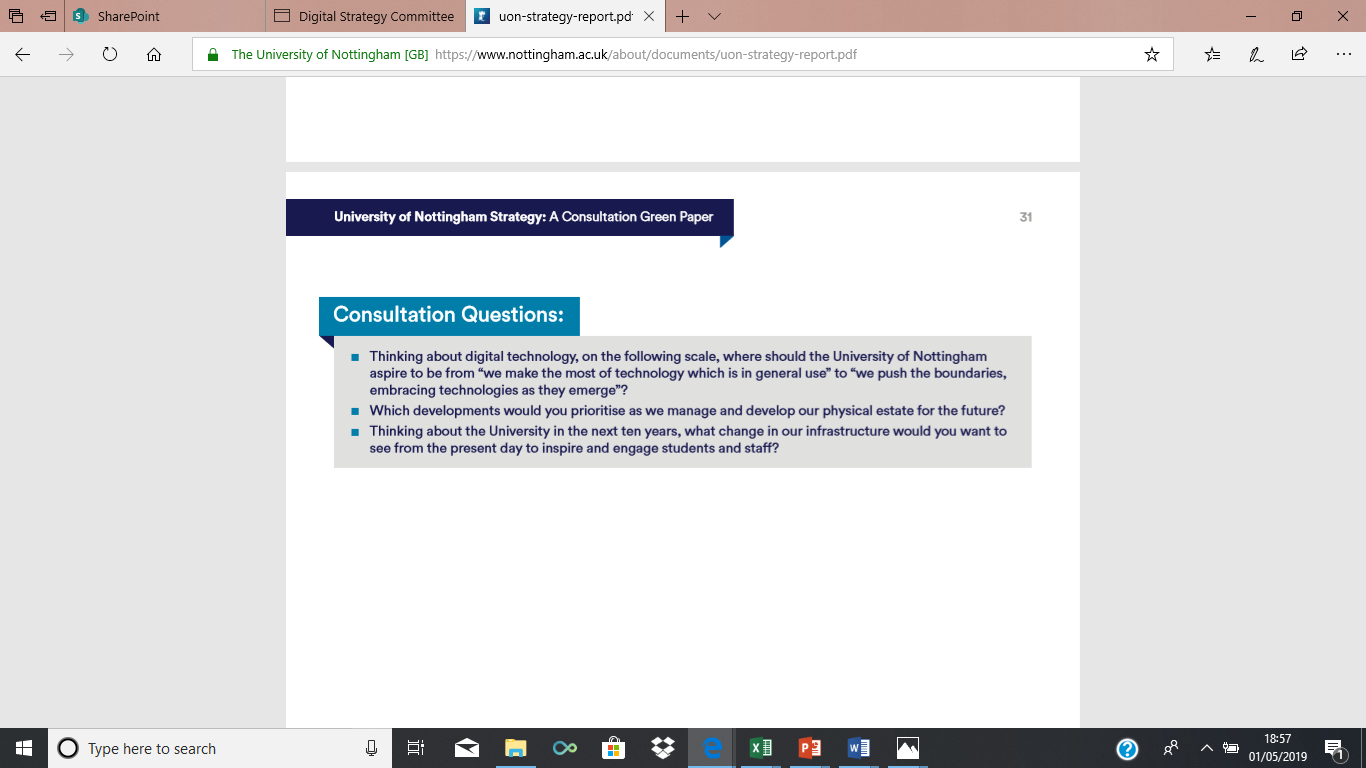 SharePoint
Digital Strategy Committee
uon-strategy-report.pdf
The University of Nottingham [GB] https://www.nottingham.ac.uk/about/documents/uon-strategy-report.pdf
University of Nottingham Strategy: A Consultation Green Paper
31
Consultation Questions:
Thinking about digital technology, on the following scale, where should the University of Nottingham
aspire to be from “we make the most of technology which is in general use” to “we push the boundaries,
embracing technologies as they emerge”?
Which developments would you prioritise as we manage and develop our physical estate for the future?
Thinking about the University in the next ten years, what change in our infrastructure would you want to
see from the present day to inspire and engage students and staff?
Type here to search
18:57
01/05/2019
1